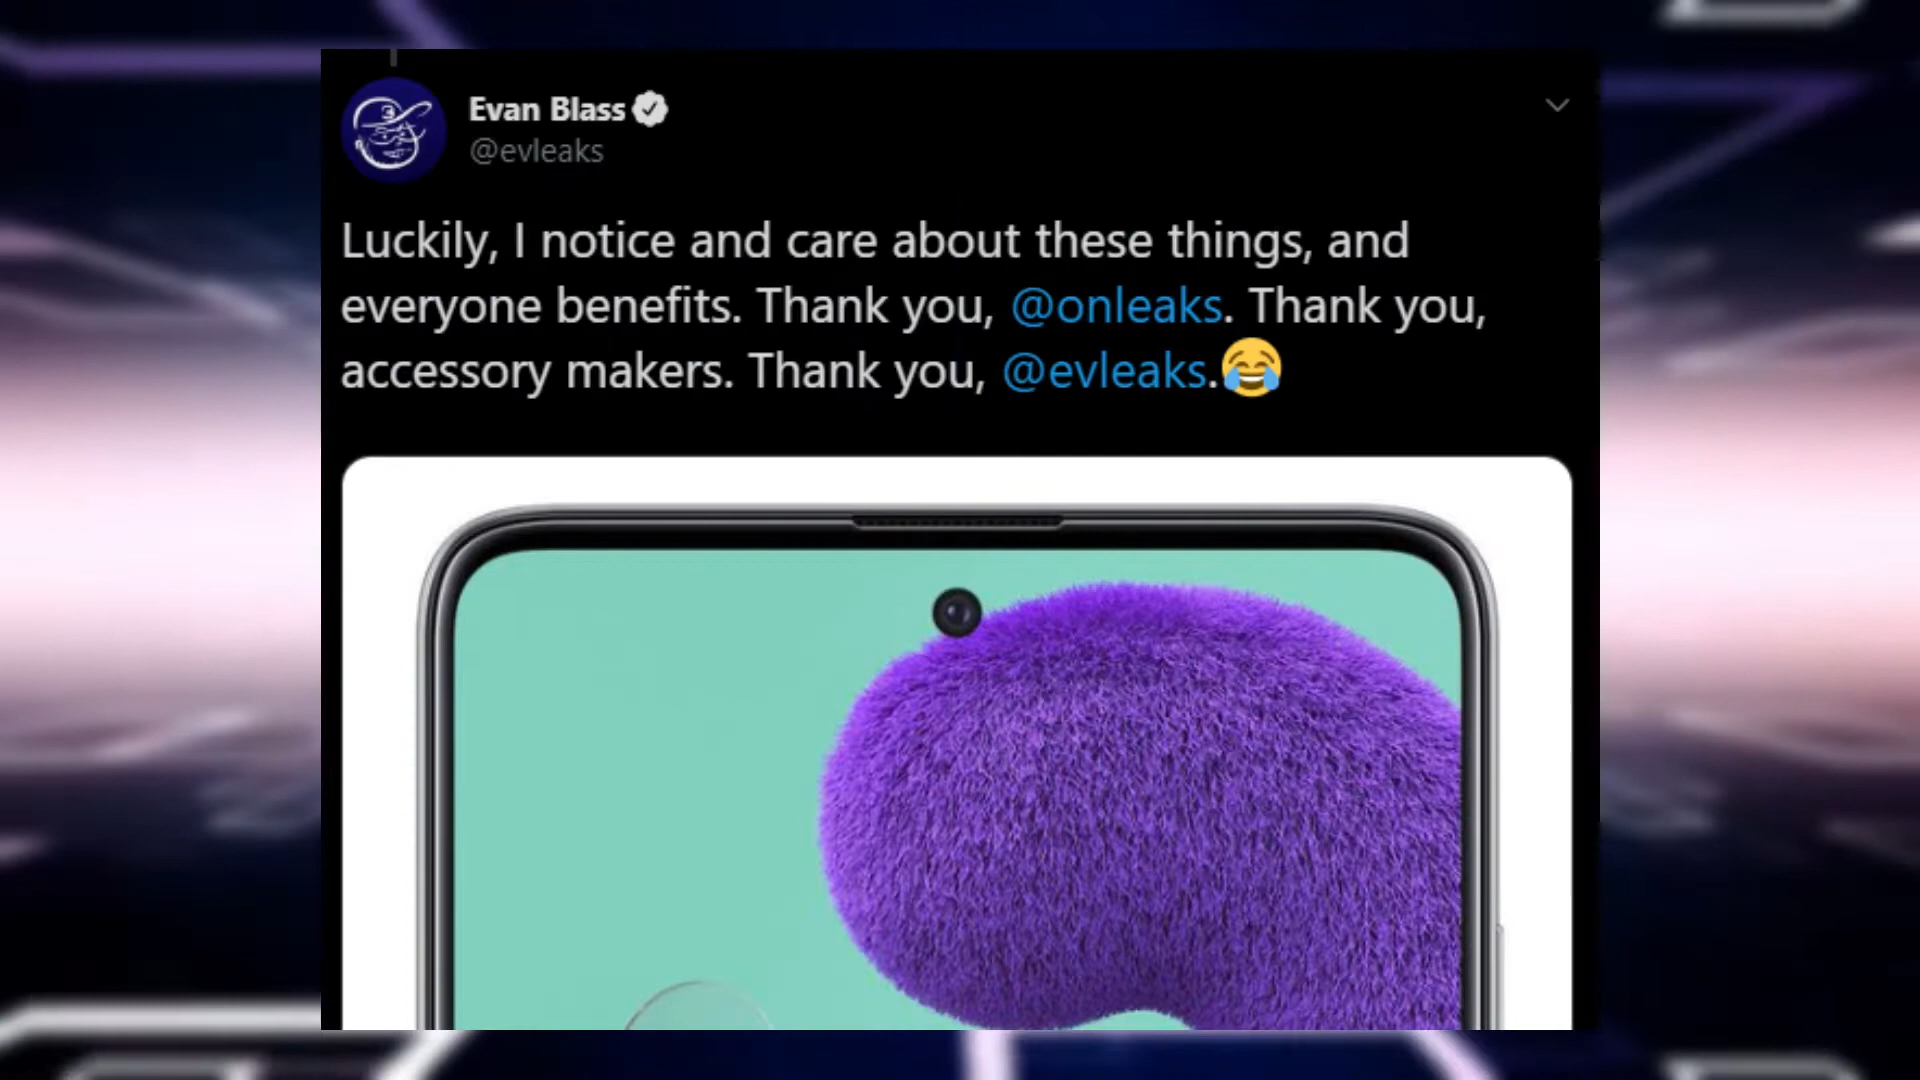 Evan Blass
@evleaks
Luckily, I notice and care about these things, and
everyone benefits. Thank you, @onleaks. Thank you,
accessory makers. Thank you, @evleaks.😂